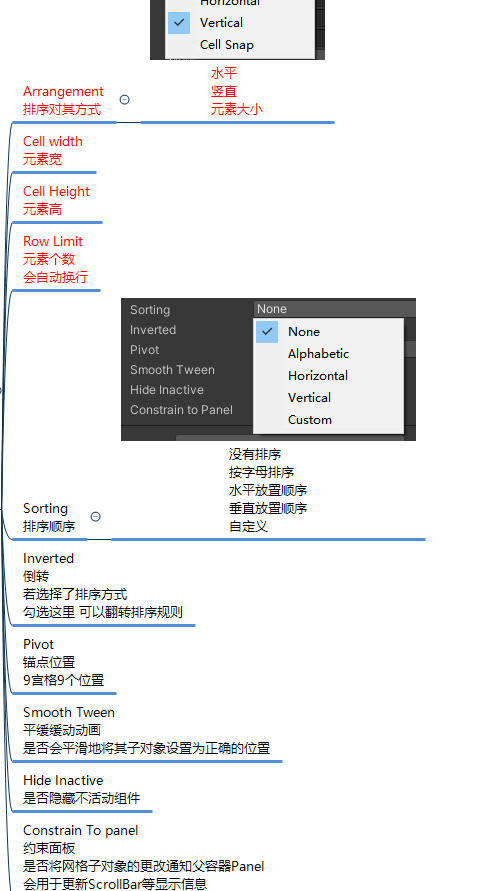 Horizontal
Vertical
Cell Snap
水平
竖直
元素大小
Arrangement
排序对其方式
Cell width
元素宽
Cell Height
元素高
Row Limit
元素个数
会自动换行
Sorting
None
Inverted
Pivot
Smooth Tween
Hide Inactive
Constrain to Panel
None
Alphabetic
Horizontal
Vertical
Custom
没有排序
按字母排序
水平放置顺序
垂直放置顺序
自定义
Sorting
排序顺序
Inverted
倒转
若选择了排序方式
勾选这里 可以翻转排序规则
Pivot
锚点位置
9宫格9个位置
Smooth Tween
平缓缓动动画
是否会平滑地将其子对象设置为正确的位置
Hide Inactive
是否隐藏不活动组件
Constrain To panel
约束面板
是否将网格子对象的更改通知父容器Panel
会用于更新ScrollBar等显示信息